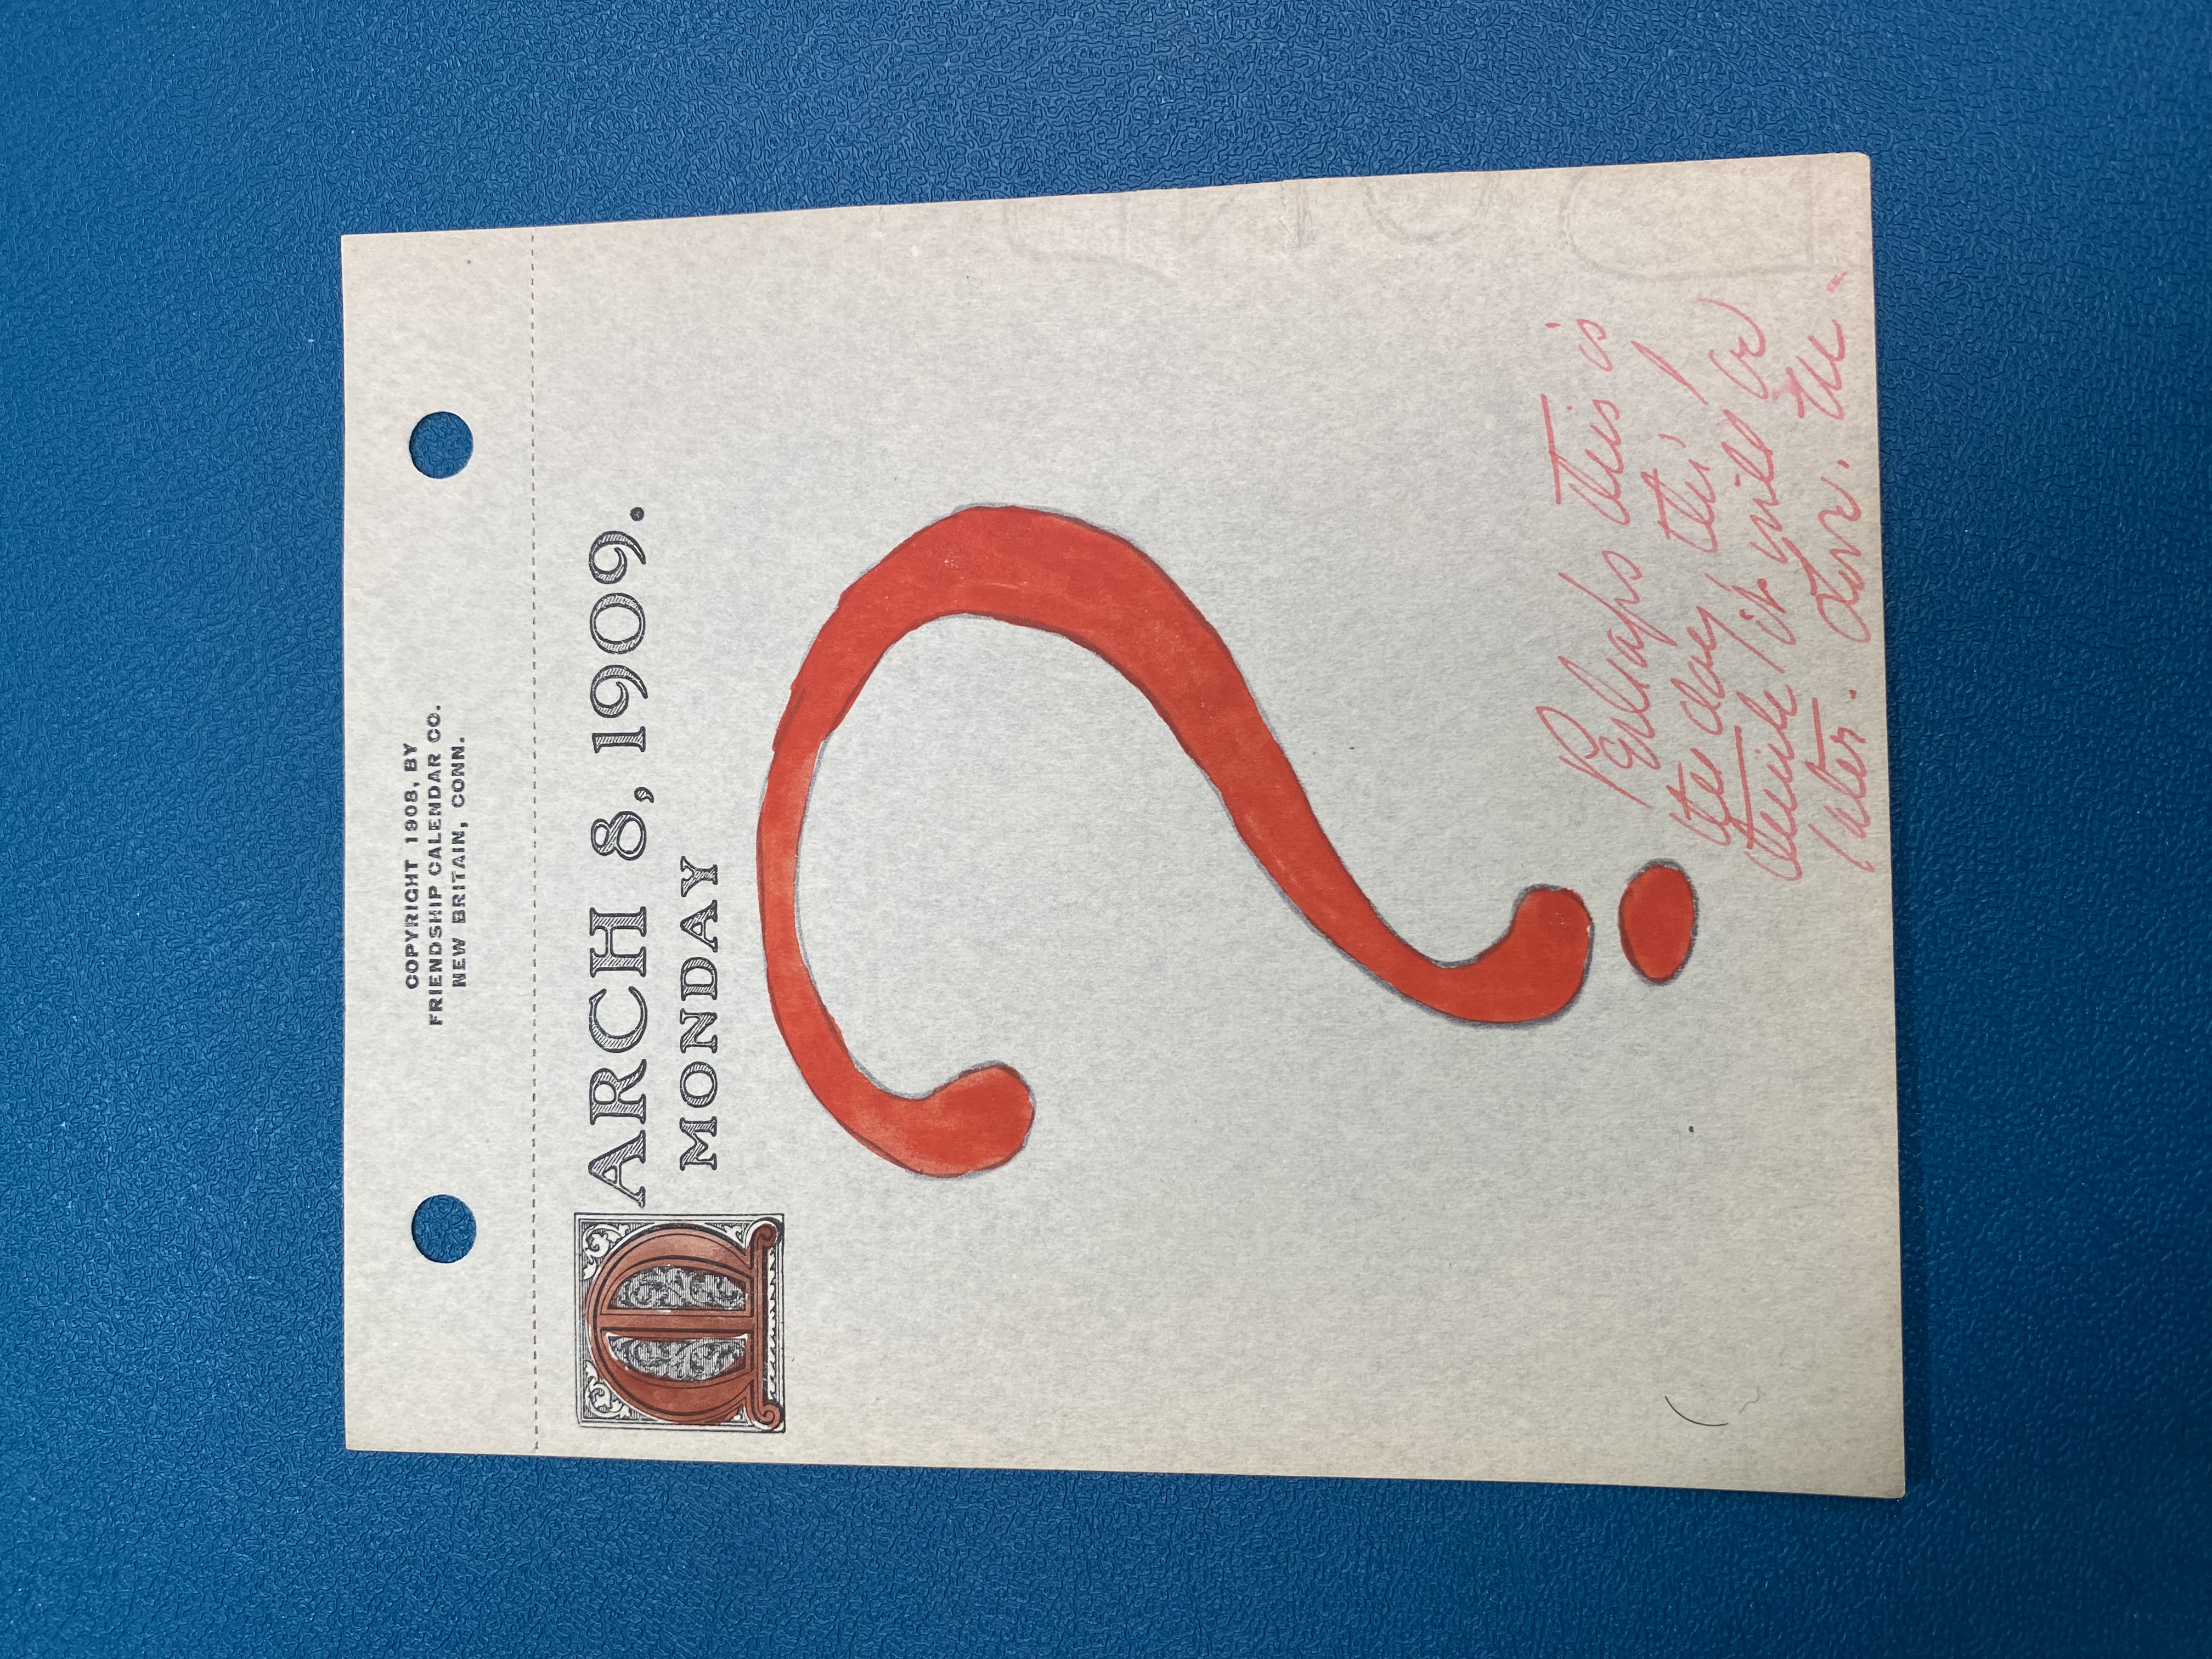 COPYRIGHT 1908, BY
FRIENDSHIP CALENDAR CO.
NEW BRITAIN, CONN.
MARCH 8, 1909.
MONDAY
?
Perhaps this is
the day, tho' I
think it will be
later. Love.